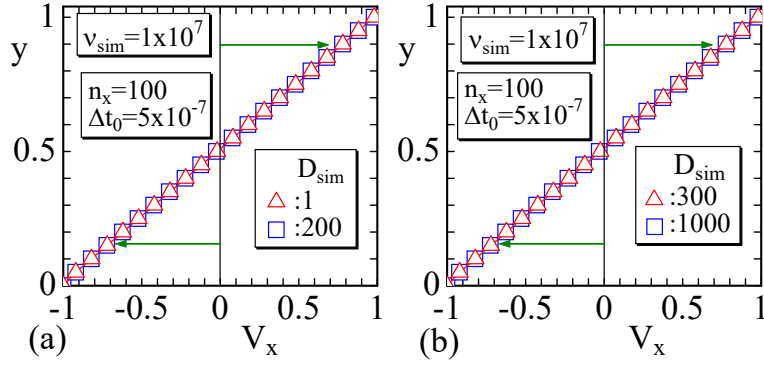 1
y
ν_sim=1x10^7
n_x=100
Δt_0=5x10^-7
0.5
D_sim
:1
:200
0
-1 -0.5 0 0.5 1
(a) V_x
1
y
ν_sim=1x10^7
n_x=100
Δt_0=5x10^-7
0.5
D_sim
:300
:1000
0
-1 -0.5 0 0.5 1
(b) V_x